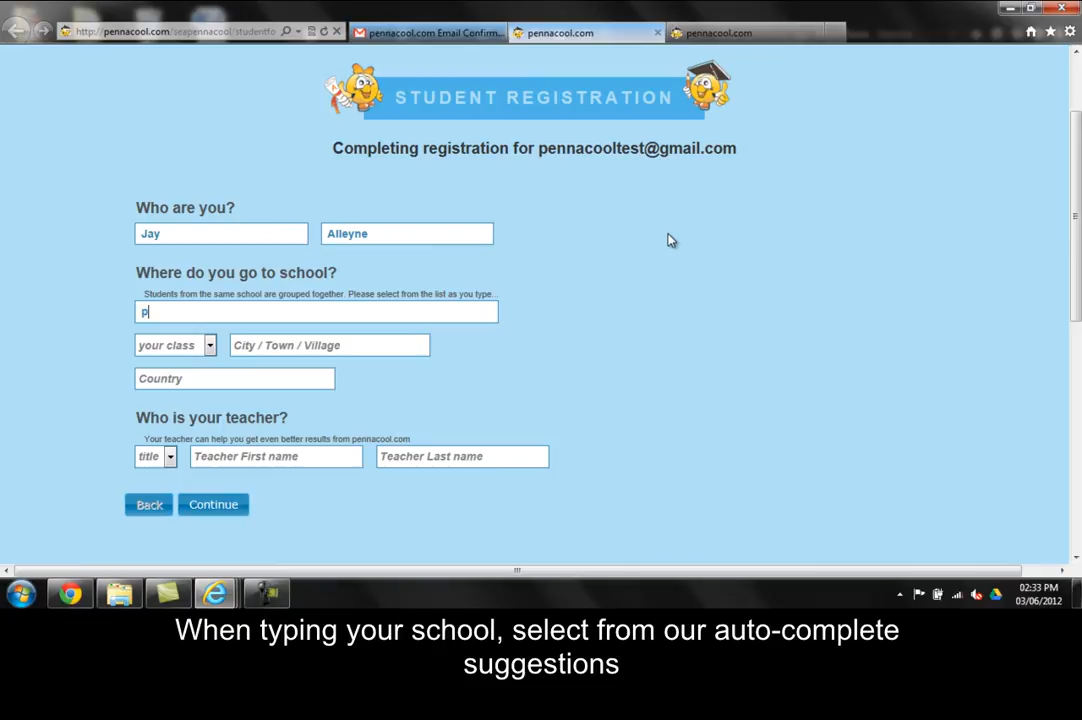 http://pennacool.com/seapennacool/studentfo
pennacool.com Email Confirm...
pennacool.com
pennacool.com
STUDENT REGISTRATION
Completing registration for pennacooltest@gmail.com
Who are you?
Jay
Alleyne
Where do you go to school?
Students from the same school are grouped together. Please select from the list as you type...
p
your class
City / Town / Village
Country
Who is your teacher?
Your teacher can help you get even better results from pennacool.com
title
Teacher First name
Teacher Last name
Back
Continue
02:33 PM
03/06/2012
When typing your school, select from our auto-complete
suggestions